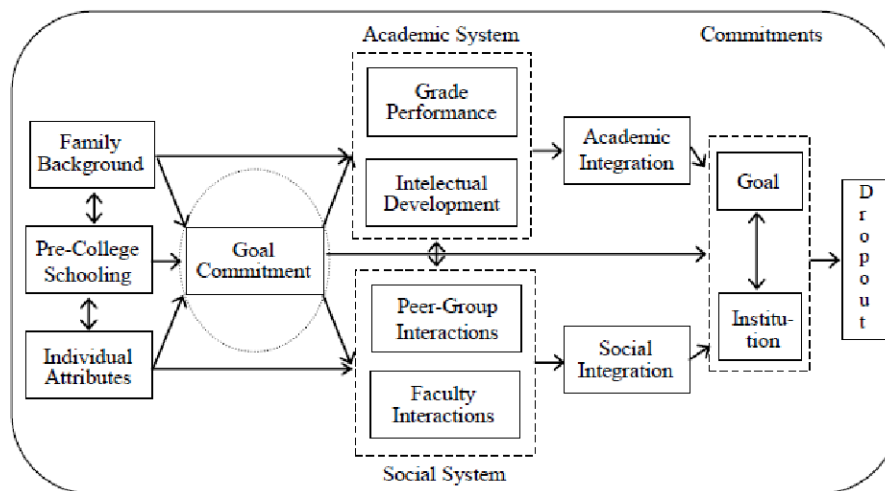 Academic System
Commitments
Grade
Performance
Family
Background
Academic
Integration
Intelectual
Development
Goal
Pre-College
Schooling
Goal
Commitment
Peer-Group
Interactions
Institu-
tion
Individual
Attributes
Social
Integration
Faculty
Interactions
Social System
D
r
o
p
o
u
t